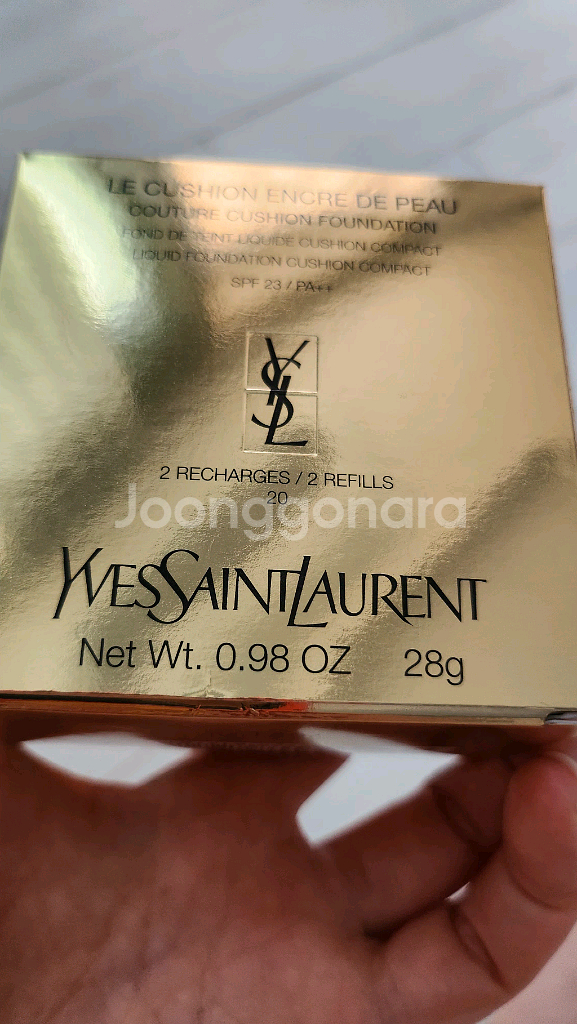 LE CUSHION ENCRE DE PEAU
COUTURE CUSHION FOUNDATION
FOND DE TEINT LIQUIDE CUSHION COMPACT
LIQUID FOUNDATION CUSHION COMPACT
SPF 23 / PA++
YSL
2 RECHARGES / 2 REFILLS
20
Joonggonara
YVESSAINTLAURENT
Net Wt. 0.98 OZ 28g